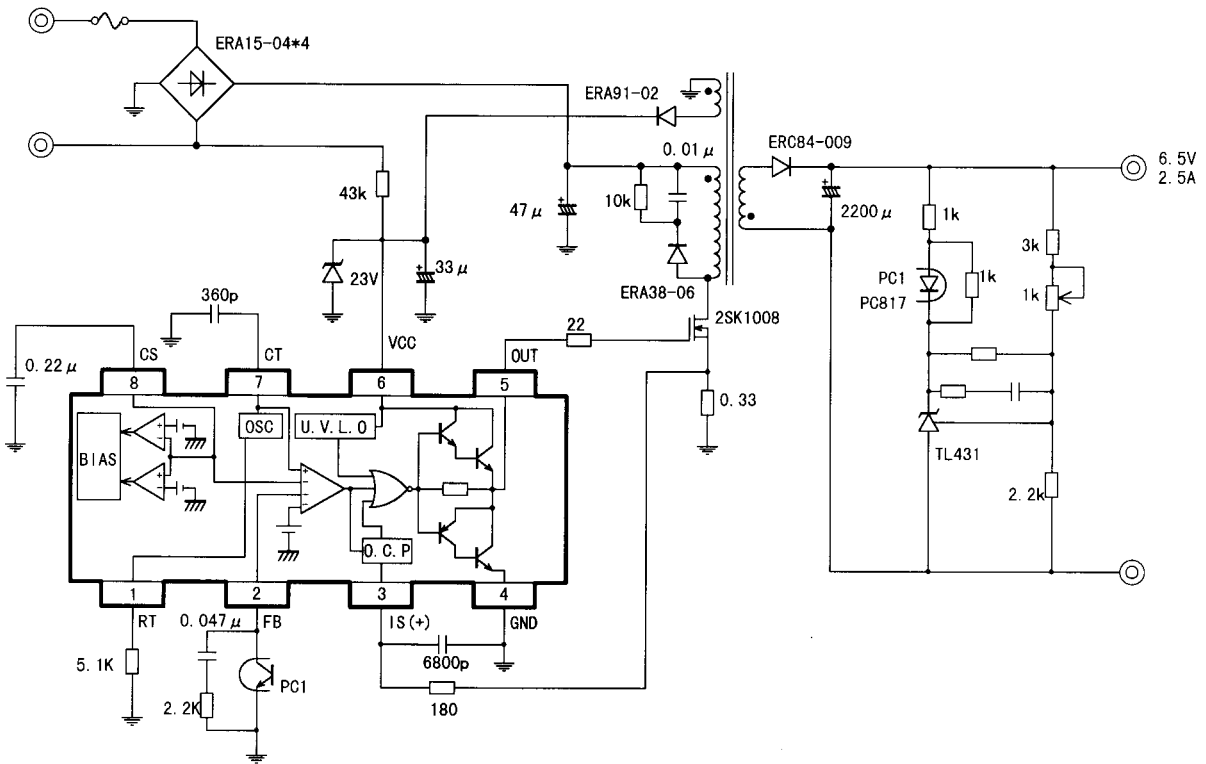 ERA15-04*4
ERA91-02
ERC84-009
6.5V
2.5A
0.01μ
43k
10k
47μ
2200μ
1k
3k
PC1
PC817
1k
1k
23V
33μ
ERA38-06
360p
22
2SK1008
VCC
OUT
CS
CT
0.22μ
8
7
6
5
0.33
OSC
U.V.L.O
BIAS
TL431
2.2k
O.C.P
1
2
3
4
RT
FB
IS(+)
GND
0.047μ
5.1K
6800p
PC1
2.2K
180